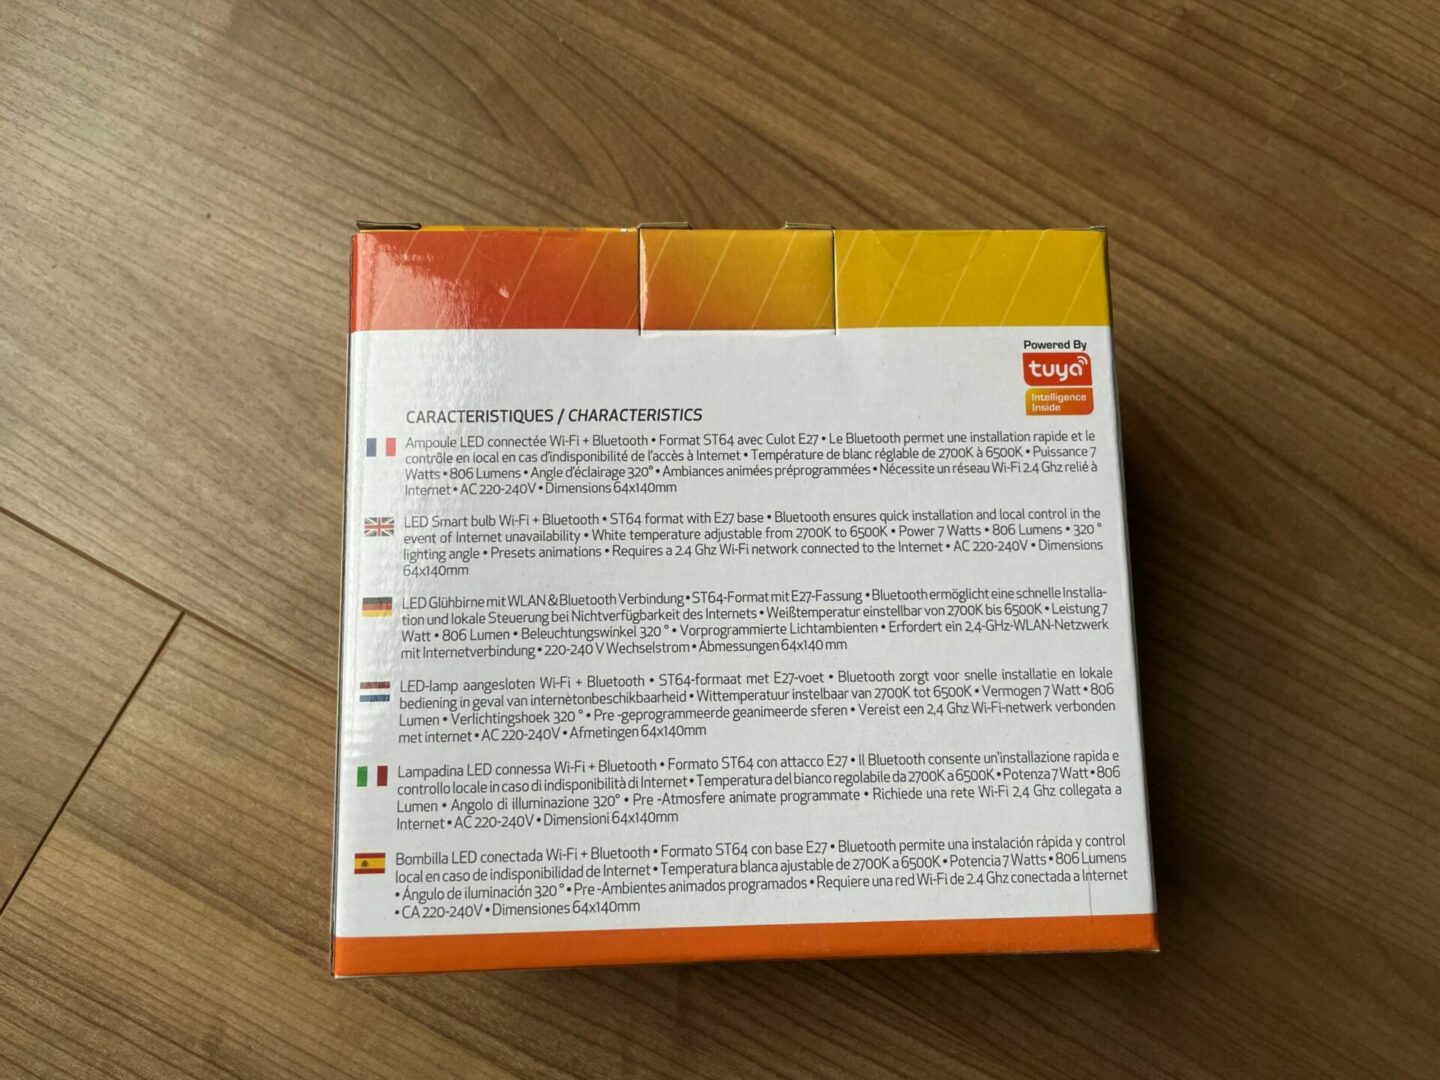 Powered By
tuya
Intelligence
Inside
CARACTERISTIQUES / CHARACTERISTICS
Ampoule LED connectée Wi-Fi + Bluetooth • Format ST64 avec Culot E27 • Le Bluetooth permet une installation rapide et le
contrôle en local en cas d'indisponibilité de l'accès à Internet • Température de blanc réglable de 2700K à 6500K • Puissance 7
Watts • 806 Lumens • Angle d'éclairage 320° • Ambiances animées préprogrammées • Nécessite un réseau Wi-Fi 2.4 Ghz relié à
Internet • AC 220-240V • Dimensions 64x140mm
LED Smart bulb Wi-Fi + Bluetooth • ST64 format with E27 base • Bluetooth ensures quick installation and local control in the
event of Internet unavailability • White temperature adjustable from 2700K to 6500K • Power 7 Watts • 806 Lumens • 320 °
lighting angle • Presets animations • Requires a 2.4 Ghz Wi-Fi network connected to the Internet • AC 220-240V • Dimensions
64x140mm
LED Glühbirne mit WLAN & Bluetooth Verbindung • ST64-Format mit E27-Fassung • Bluetooth ermöglicht eine schnelle Installa-
tion und lokale Steuerung bei Nichtverfügbarkeit des Internets • Weißtemperatur einstellbar von 2700K bis 6500K • Leistung 7
Watt • 806 Lumen • Beleuchtungswinkel 320 ° • Vorprogrammierte Lichtambienten • Erfordert ein 2,4-GHz-WLAN-Netzwerk
mit Internetverbindung • 220-240 V Wechselstrom • Abmessungen 64x140 mm
LED-lamp aangesloten Wi-Fi + Bluetooth • ST64-formaat met E27-voet • Bluetooth zorgt voor snelle installatie en lokale
bediening in geval van internetonbeschikbaarheid • Wittemperatuur instelbaar van 2700K tot 6500K • Vermogen 7 Watt • 806
Lumen • Verlichtingshoek 320 ° • Pre -geprogrammeerde geanimeerde sferen • Vereist een 2,4 Ghz Wi-Fi-netwerk verbonden
met internet • AC 220-240V • Afmetingen 64x140mm
Lampadina LED connessa Wi-Fi + Bluetooth • Formato ST64 con attacco E27 • Il Bluetooth consente un'installazione rapida e
controllo locale in caso di indisponibilità di Internet • Temperatura del bianco regolabile da 2700K a 6500K • Potenza 7 Watt • 806
Lumen • Angolo di illuminazione 320° • Pre -Atmosfere animate programmate • Richiede una rete Wi-Fi 2,4 Ghz collegata a
Internet • AC 220-240V • Dimensioni 64x140mm
Bombilla LED conectada Wi-Fi + Bluetooth • Formato ST64 con base E27 • Bluetooth permite una instalación rápida y control
local en caso de indisponibilidad de Internet • Temperatura blanca ajustable de 2700K a 6500K • Potencia 7 Watts • 806 Lumens
• Ángulo de iluminación 320 ° • Pre -Ambientes animados programados • Requiere una red Wi-Fi de 2.4 Ghz conectada a Internet
• CA 220-240V • Dimensiones 64x140mm